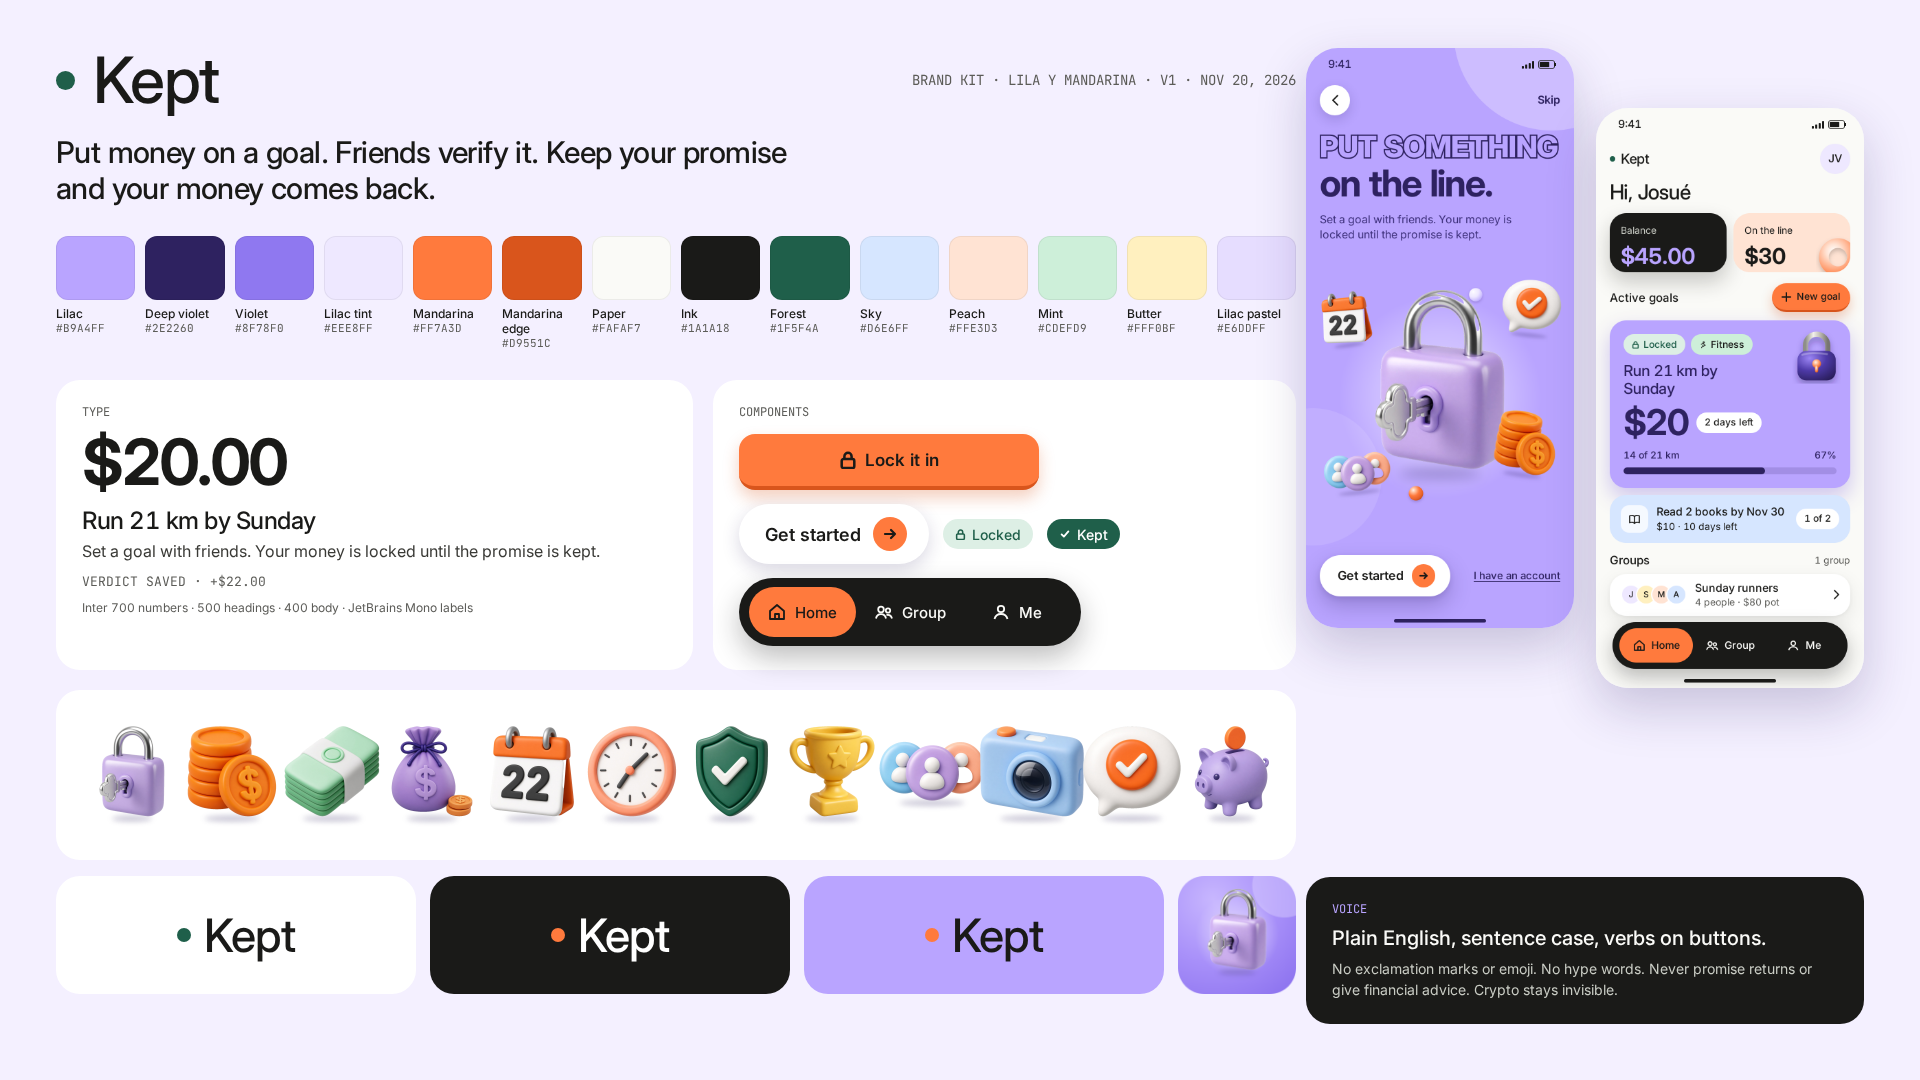 Kept
BRAND KIT · LILA Y MANDARINA · V1 · NOV 20, 2026
Put money on a goal. Friends verify it. Keep your promise
and your money comes back.
Lilac
#B9A4FF
Deep violet
#2E2260
Violet
#8F78F0
Lilac tint
#EEE8FF
Mandarina
#FF7A3D
Mandarina
edge
#D9551C
Paper
#FAFAF7
Ink
#1A1A18
Forest
#1F5F4A
Sky
#D6E6FF
Peach
#FFE3D3
Mint
#CDEFD9
Butter
#FFF0BF
Lilac pastel
#E6DDFF
TYPE
$20.00
Run 21 km by Sunday
Set a goal with friends. Your money is locked until the promise is kept.
VERDICT SAVED · +$22.00
Inter 700 numbers · 500 headings · 400 body · JetBrains Mono labels
COMPONENTS
Lock it in
Get started
Locked
Kept
Home
Group
Me
$
$
22
Kept
Kept
Kept
9:41
Skip
PUT SOMETHING
on the line.
Set a goal with friends. Your money is
locked until the promise is kept.
22
$
Get started
I have an account
9:41
Kept
JV
Hi, Josué
Balance
$45.00
On the line
$30
Active goals
New goal
Locked
Fitness
Run 21 km by
Sunday
$20
2 days left
14 of 21 km
67%
Read 2 books by Nov 30
$10 · 10 days left
1 of 2
Groups
1 group
J S M A
Sunday runners
4 people · $80 pot
Home
Group
Me
VOICE
Plain English, sentence case, verbs on buttons.
No exclamation marks or emoji. No hype words. Never promise returns or
give financial advice. Crypto stays invisible.